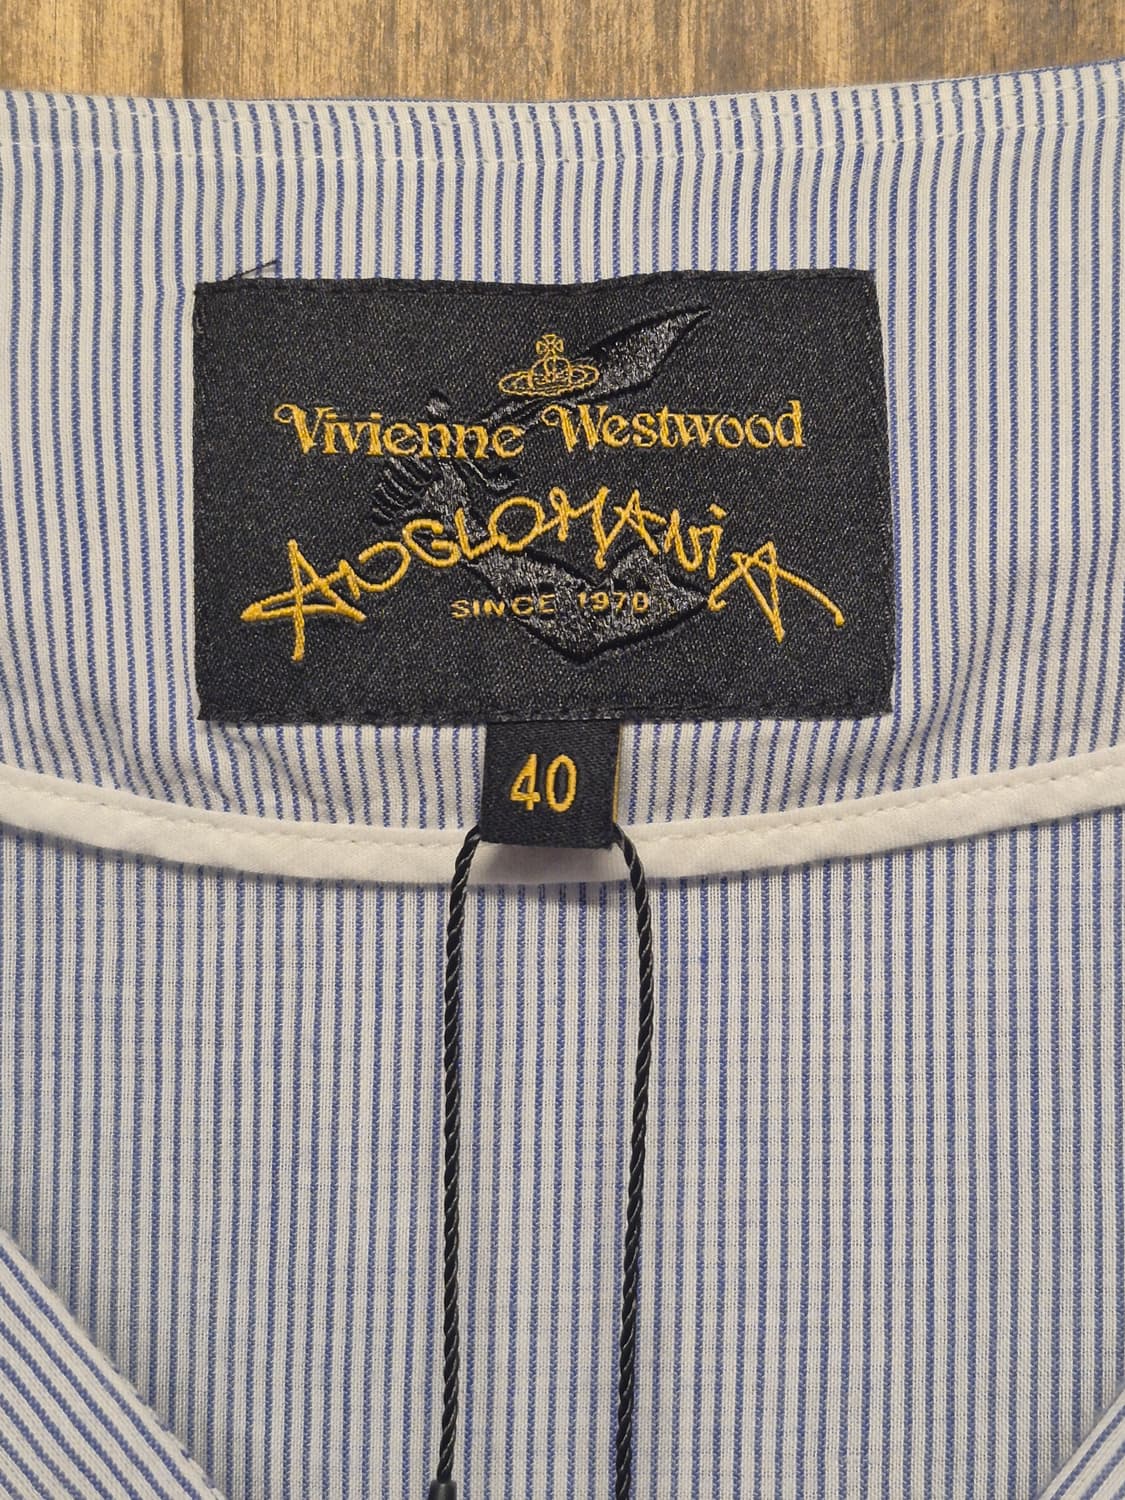 Vivienne Westwood
ANGLOMANiA
SINCE 1970
40